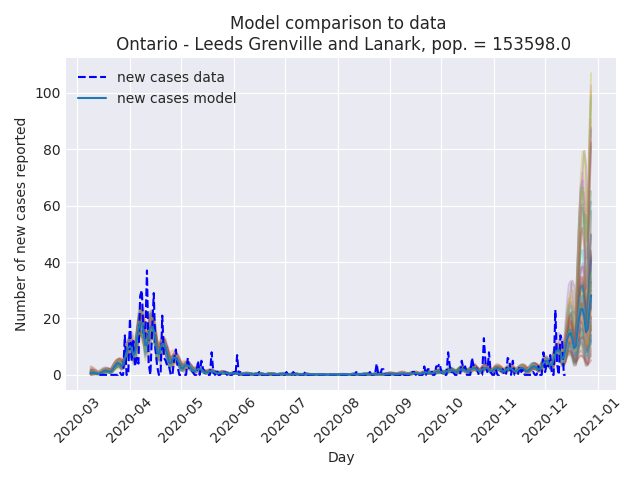 Model comparison to data
Ontario - Leeds Grenville and Lanark, pop. = 153598.0
new cases data
new cases model
Number of new cases reported
100
80
60
40
20
0
2020-03
2020-04
2020-05
2020-06
2020-07
2020-08
2020-09
2020-10
2020-11
2020-12
2021-01
Day